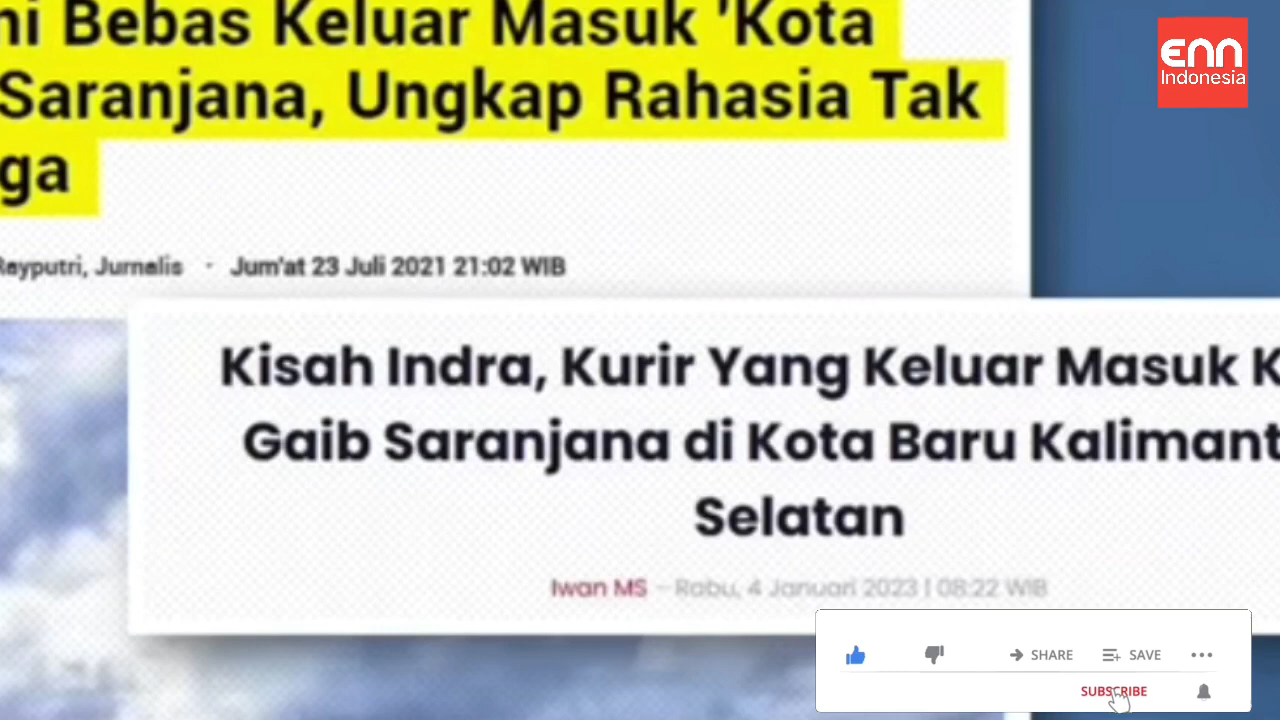 ni Bebas Keluar Masuk 'Kota
Saranjana, Ungkap Rahasia Tak
ga
Rayputri, Jurnalis · Jum'at 23 Juli 2021 21:02 WIB
Kisah Indra, Kurir Yang Keluar Masuk K
Gaib Saranjana di Kota Baru Kalimant
Selatan
Iwan MS – Rabu, 4 Januari 2023 | 08:22 WIB
ENN
Indonesia
SHARE
SAVE
SUBSCRIBE